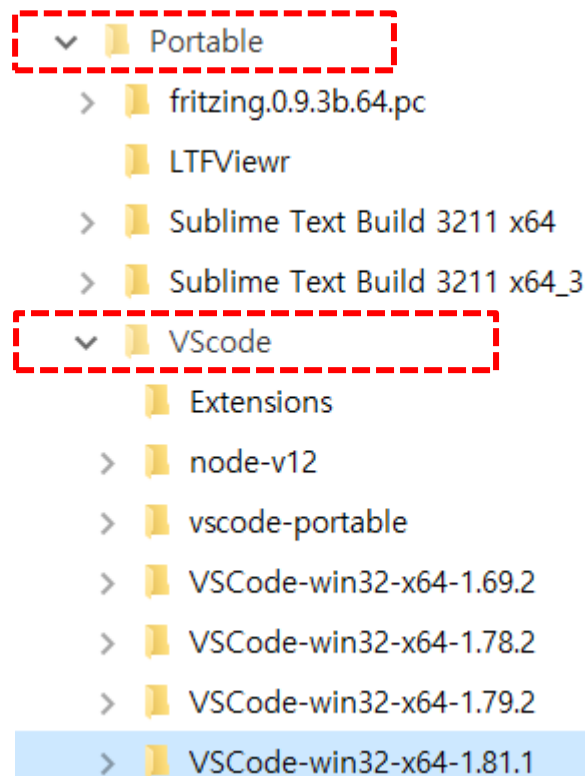 Portable
fritzing.0.9.3b.64.pc
LTFViewr
Sublime Text Build 3211 x64
Sublime Text Build 3211 x64_3
VScode
Extensions
node-v12
vscode-portable
VSCode-win32-x64-1.69.2
VSCode-win32-x64-1.78.2
VSCode-win32-x64-1.79.2
VSCode-win32-x64-1.81.1